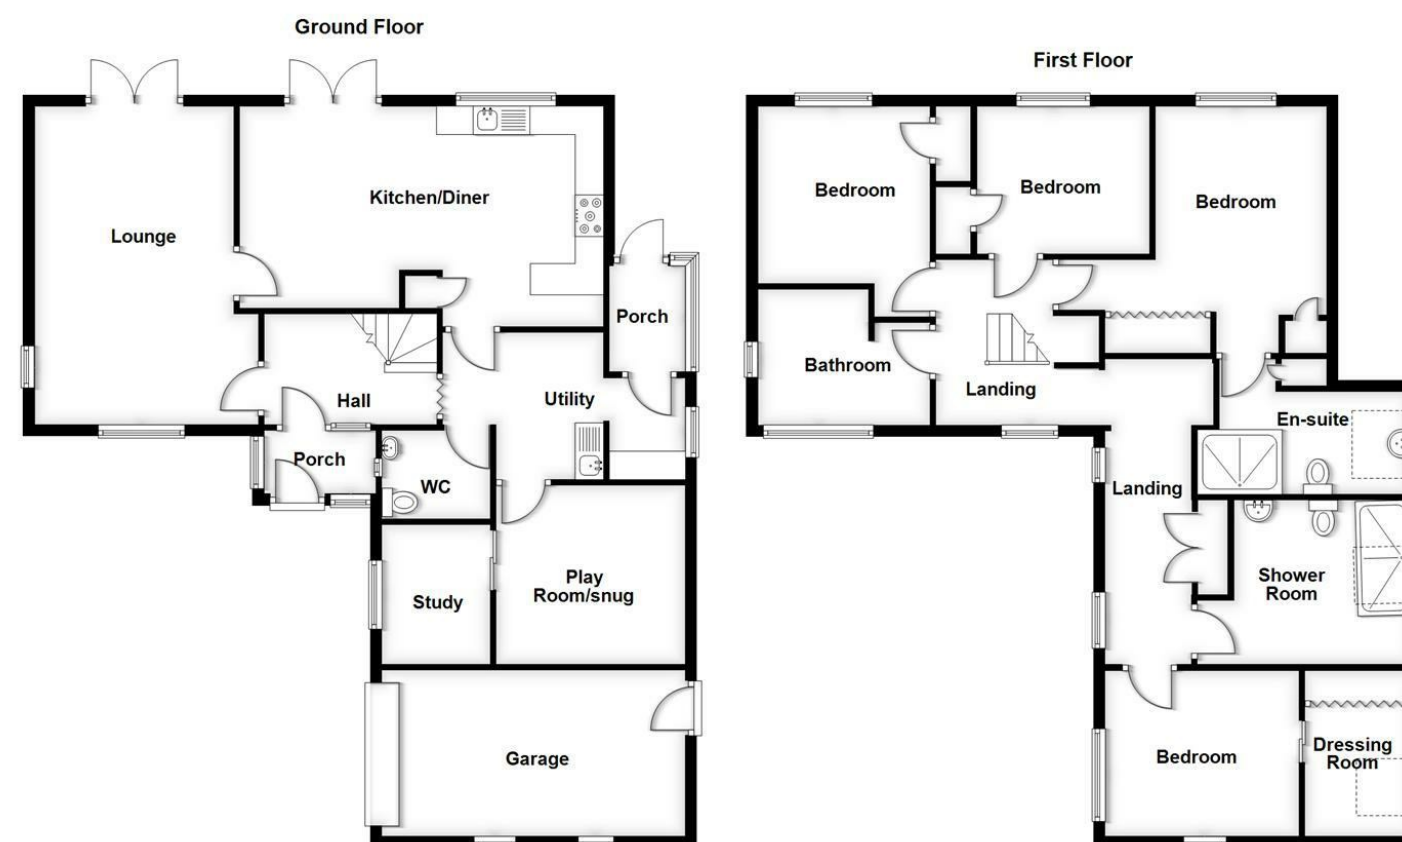 Ground Floor
Lounge
Kitchen/Diner
Porch
Hall
Utility
Porch
WC
Study
Play
Room/snug
Garage
First Floor
Bedroom
Bedroom
Bedroom
Bathroom
Landing
En-suite
Landing
Shower
Room
Bedroom
Dressing
Room